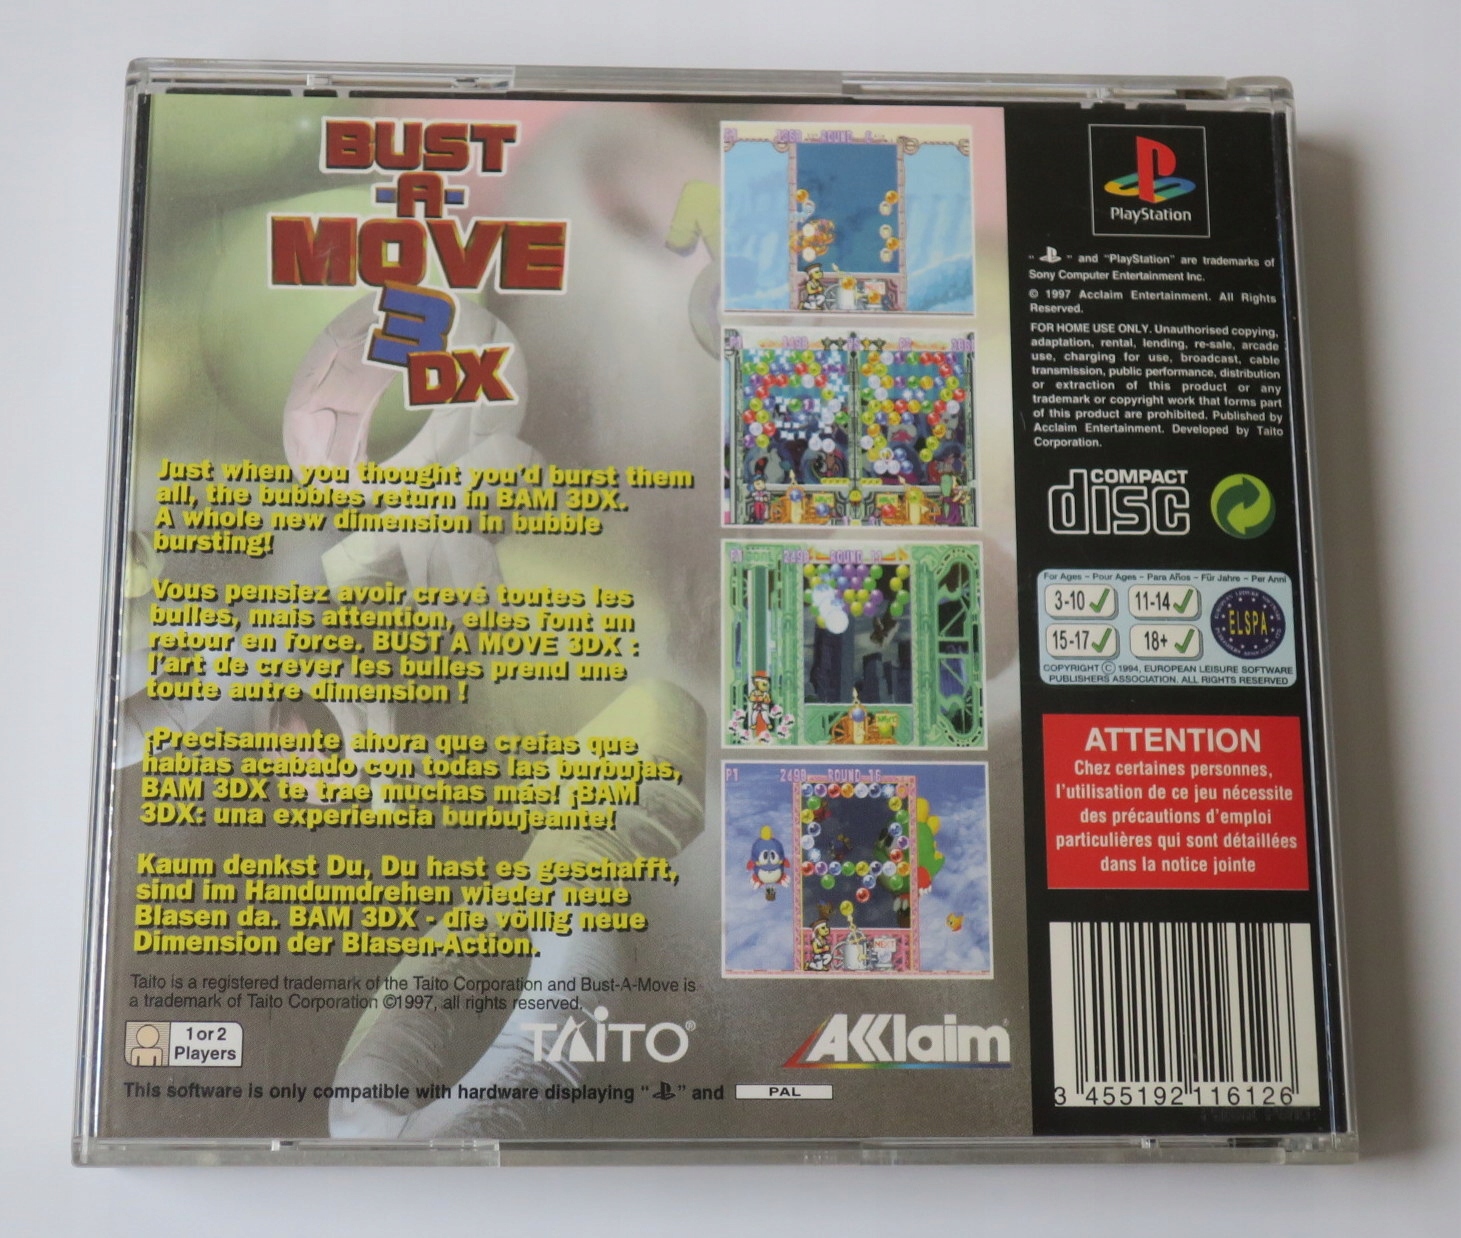 BUST
-A-
MOVE
3
DX
Just when you thought you'd burst them
all, the bubbles return in BAM 3DX.
A whole new dimension in bubble
bursting!
Vous pensiez avoir crevé toutes les
bulles, mais attention, elles font un
retour en force. BUST A MOVE 3DX :
l'art de crever les bulles prend une
toute autre dimension !
¡Precisamente ahora que creías que
habías acabado con todas las burbujas,
BAM 3DX te trae muchas más! ¡BAM
3DX: una experiencia burbujeante!
Kaum denkst Du, Du hast es geschafft,
sind im Handumdrehen wieder neue
Blasen da. BAM 3DX - die völlig neue
Dimension der Blasen-Action.
Taito is a registered trademark of the Taito Corporation and Bust-A-Move is
a trademark of Taito Corporation ©1997, all rights reserved.
1 or 2
Players
TAITO®
AKKlaim®
This software is only compatible with hardware displaying " " and PAL
P1 ROUND
P1 2490 ROUND
P1 2490 ROUND 16
NEXT
PlayStation
" " and "PlayStation" are trademarks of
Sony Computer Entertainment Inc.
© 1997 Acclaim Entertainment. All Rights
Reserved.
FOR HOME USE ONLY. Unauthorised copying,
adaptation, rental, lending, re-sale, arcade
use, charging for use, broadcast, cable
transmission, public performance, distribution
or extraction of this product or any
trademark or copyright work that forms part
of this product are prohibited. Published by
Acclaim Entertainment. Developed by Taito
Corporation.
COMPACT
disc
For Ages – Pour Ages – Para Años – Für Jahre – Per Anni
3-10 11-14
15-17 18+
ELSPA
COPYRIGHT © 1994, EUROPEAN LEISURE SOFTWARE
PUBLISHERS ASSOCIATION. ALL RIGHTS RESERVED
ATTENTION
Chez certaines personnes,
l'utilisation de ce jeu nécessite
des précautions d'emploi
particulières qui sont détaillées
dans la notice jointe
3 455192 116126